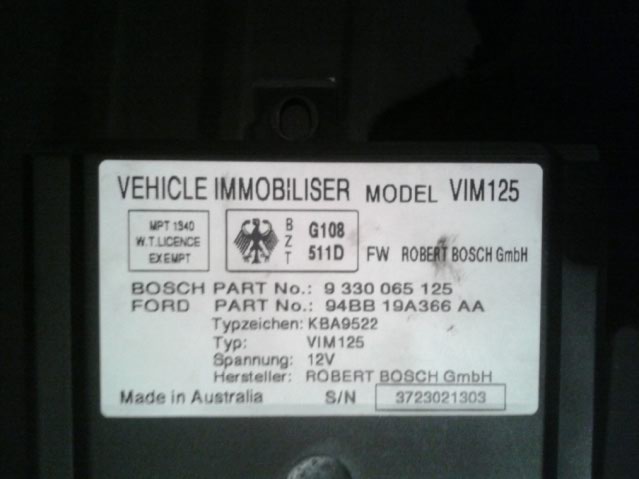 VEHICLE IMMOBILISER MODEL VIM125
MPT 1340
W.T.LICENCE
EXEMPT
BZT
G108
511D
FW ROBERT BOSCH GmbH
BOSCH PART No.: 9 330 065 125
FORD PART No.: 94BB 19A366 AA
Typzeichen: KBA9522
Typ: VIM125
Spannung: 12V
Hersteller: ROBERT BOSCH GmbH
Made in Australia S/N 3723021303